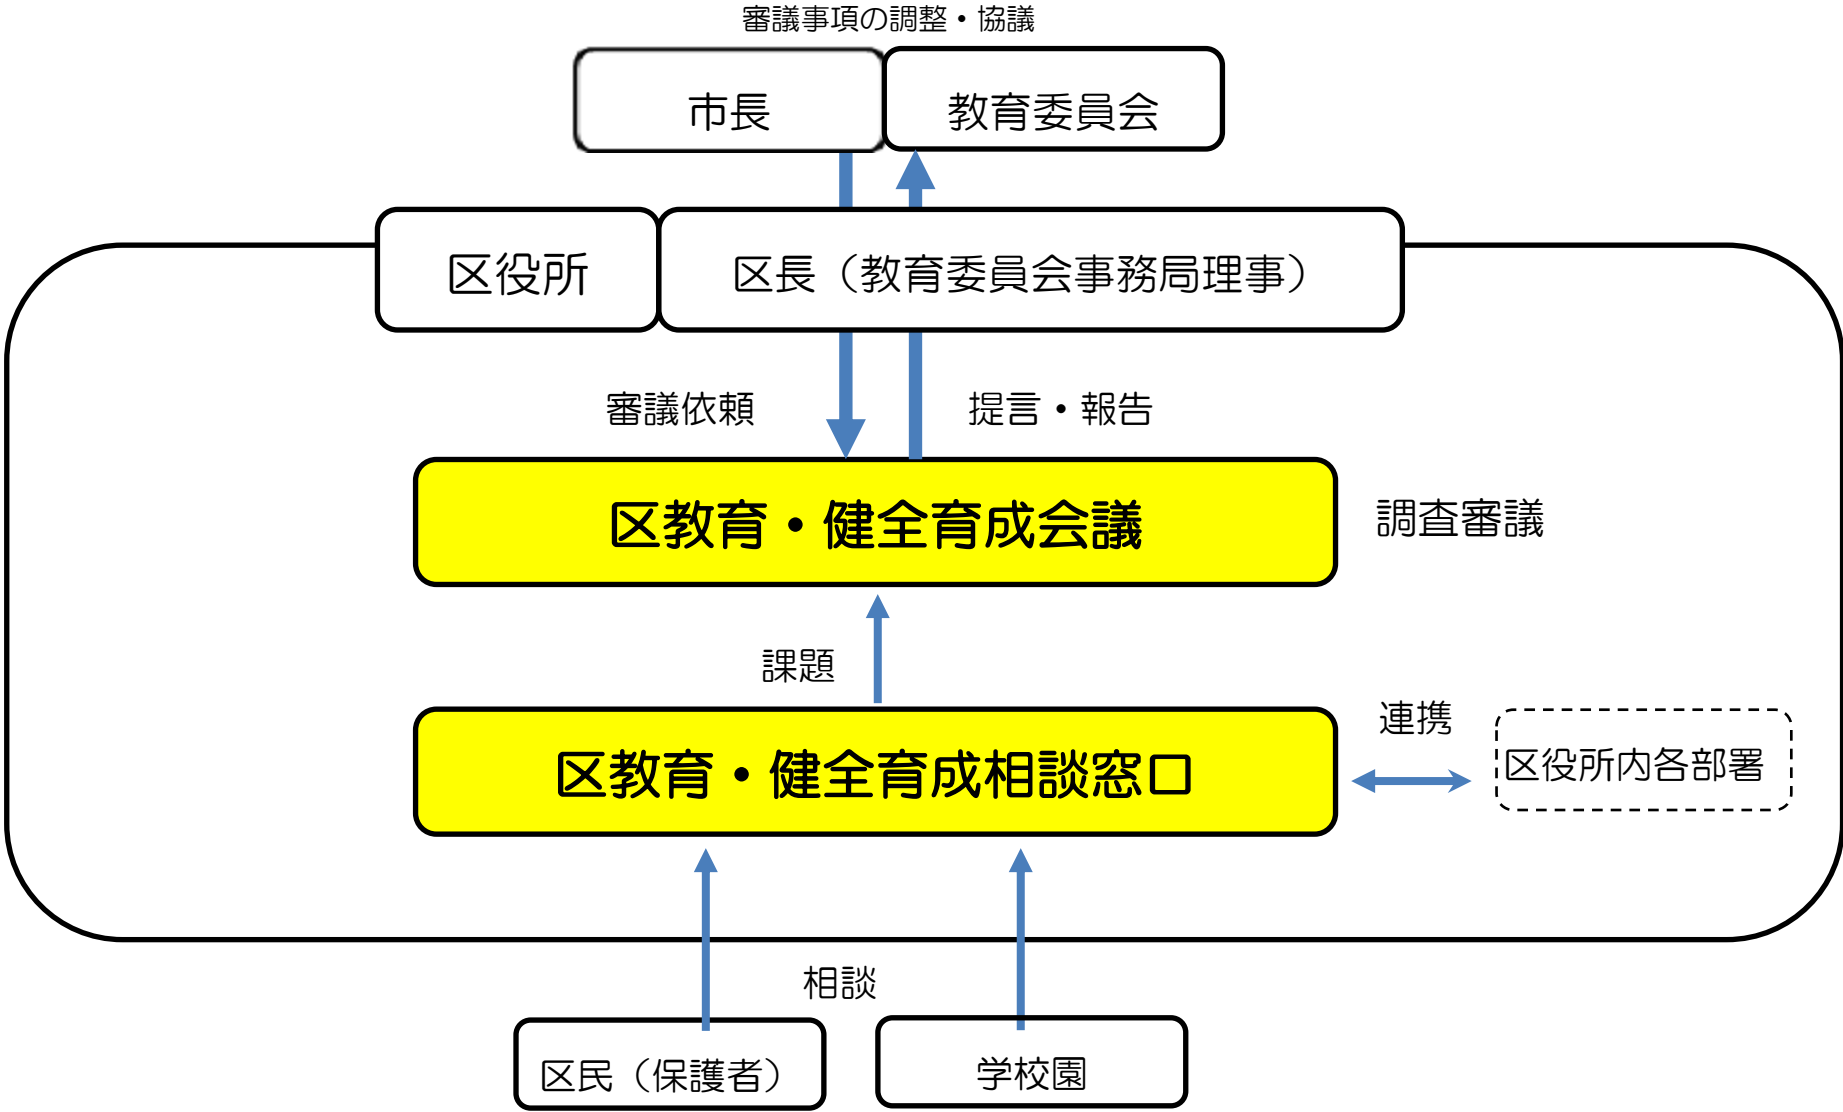 審議事項の調整・協議
市長
教育委員会
区役所
区長（教育委員会事務局理事）
審議依頼
提言・報告
区教育・健全育成会議
調査審議
課題
区教育・健全育成相談窓口
連携
区役所内各部署
相談
区民（保護者）
学校園